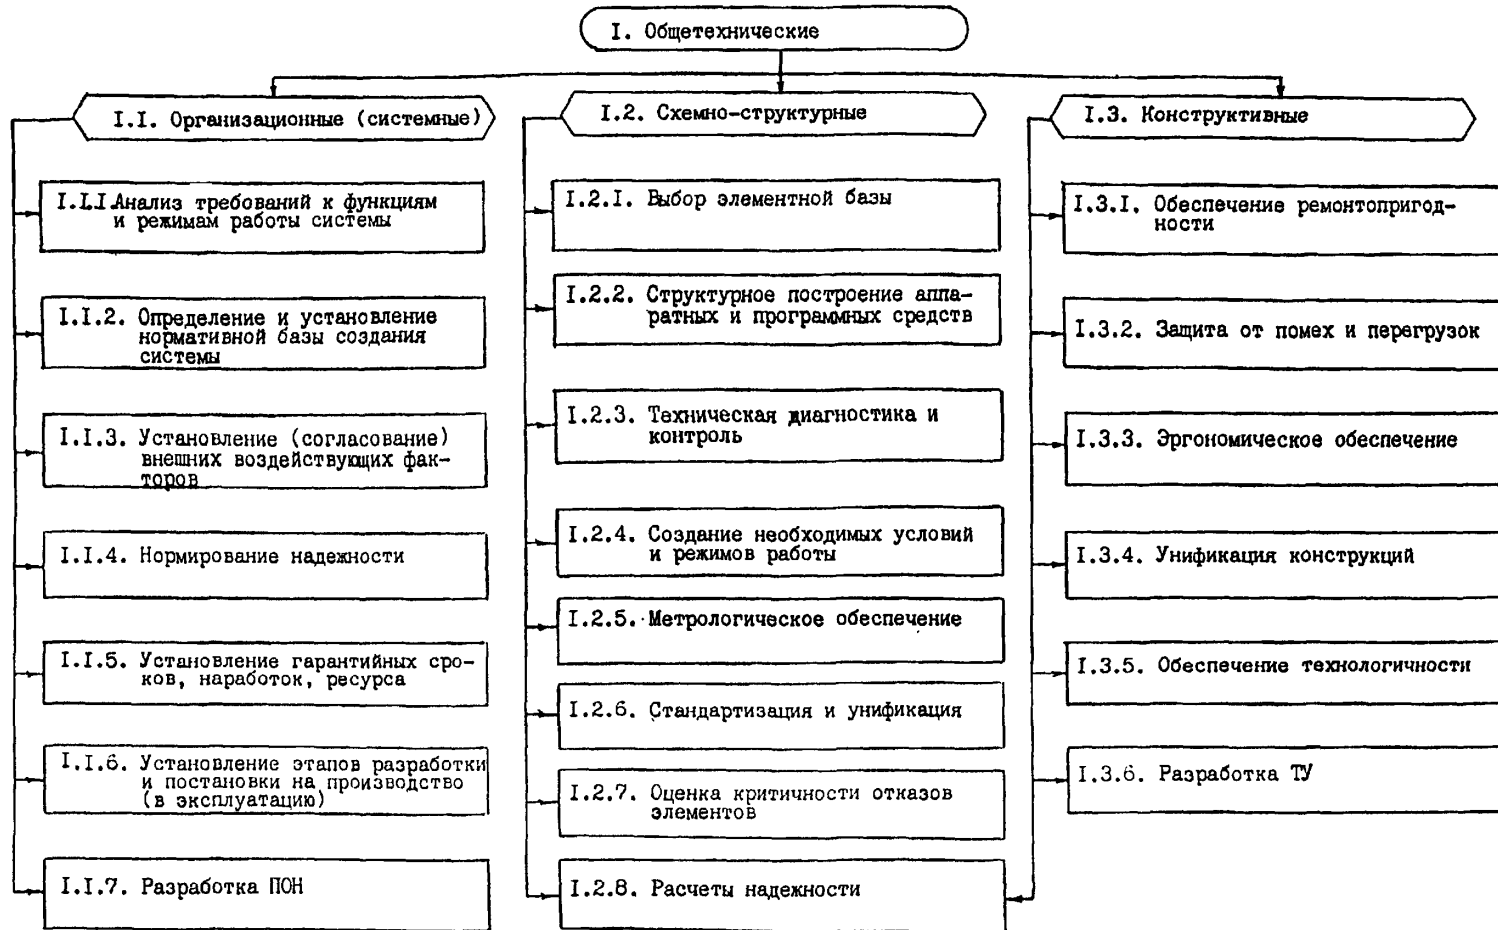 I. Общетехнические
I.I. Организационные (системные)
I.I.I. Анализ требований к функциям
и режимам работы системы
I.I.2. Определение и установление
нормативной базы создания
системы
I.I.3. Установление (согласование)
внешних воздействующих фак-
торов
I.I.4. Нормирование надежности
I.I.5. Установление гарантийных сро-
ков, наработок, ресурса
I.I.6. Установление этапов разработки
и постановки на производство
(в эксплуатацию)
I.I.7. Разработка ПОН
I.2. Схемно-структурные
I.2.I. Выбор элементной базы
I.2.2. Структурное построение аппа-
ратных и программных средств
I.2.3. Техническая диагностика и
контроль
I.2.4. Создание необходимых условий
и режимов работы
I.2.5. Метрологическое обеспечение
I.2.6. Стандартизация и унификация
I.2.7. Оценка критичности отказов
элементов
I.2.8. Расчеты надежности
I.3. Конструктивные
I.3.I. Обеспечение ремонтопригод-
ности
I.3.2. Защита от помех и перегрузок
I.3.3. Эргономическое обеспечение
I.3.4. Унификация конструкций
I.3.5. Обеспечение технологичности
I.3.6. Разработка ТУ